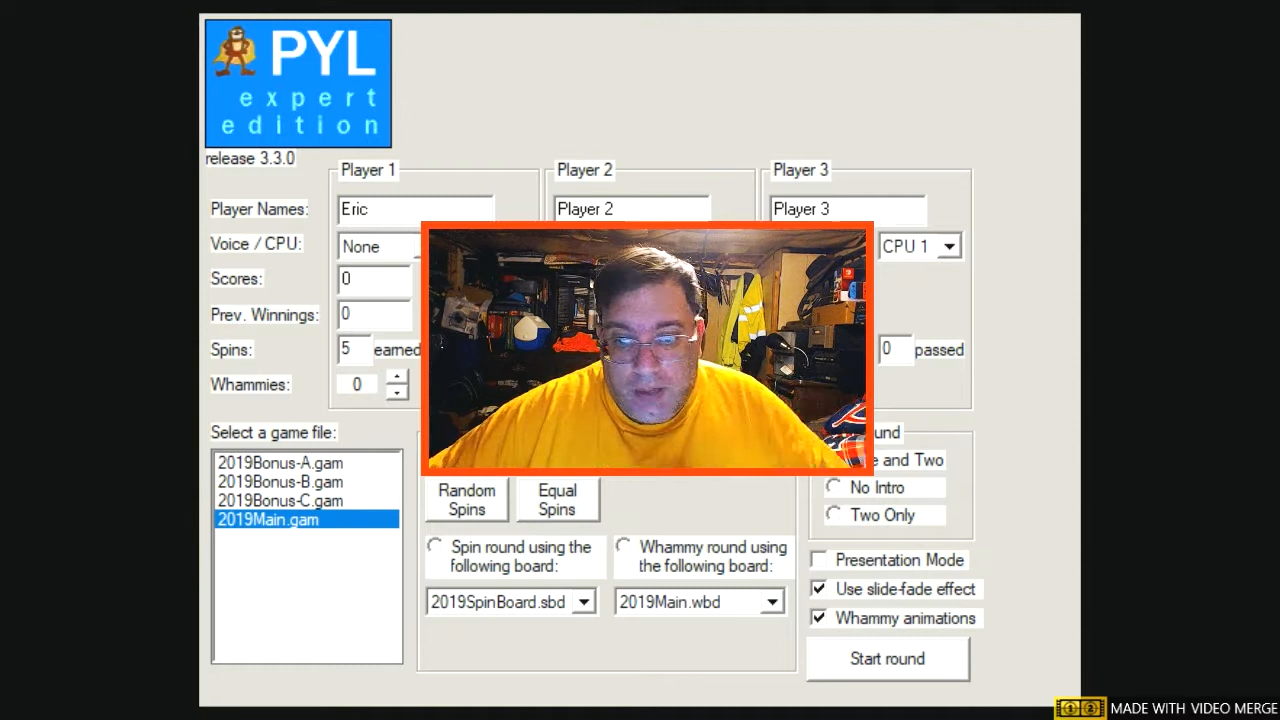 PYL
expert
edition
release 3.3.0
Player 1
Player 2
Player 3
Player Names:
Eric
Player 2
Player 3
Voice / CPU:
None
CPU 1
Scores:
0
Prev. Winnings:
0
Spins:
5
earned
0
passed
Whammies:
0
Select a game file:
2019Bonus-A.gam
2019Bonus-B.gam
2019Bonus-C.gam
2019Main.gam
Random
Spins
Equal
Spins
Spin round using the
following board:
2019SpinBoard.sbd
Whammy round using
the following board:
2019Main.wbd
and Two
No Intro
Two Only
Presentation Mode
Use slide-fade effect
Whammy animations
Start round
MADE WITH VIDEO MERGE